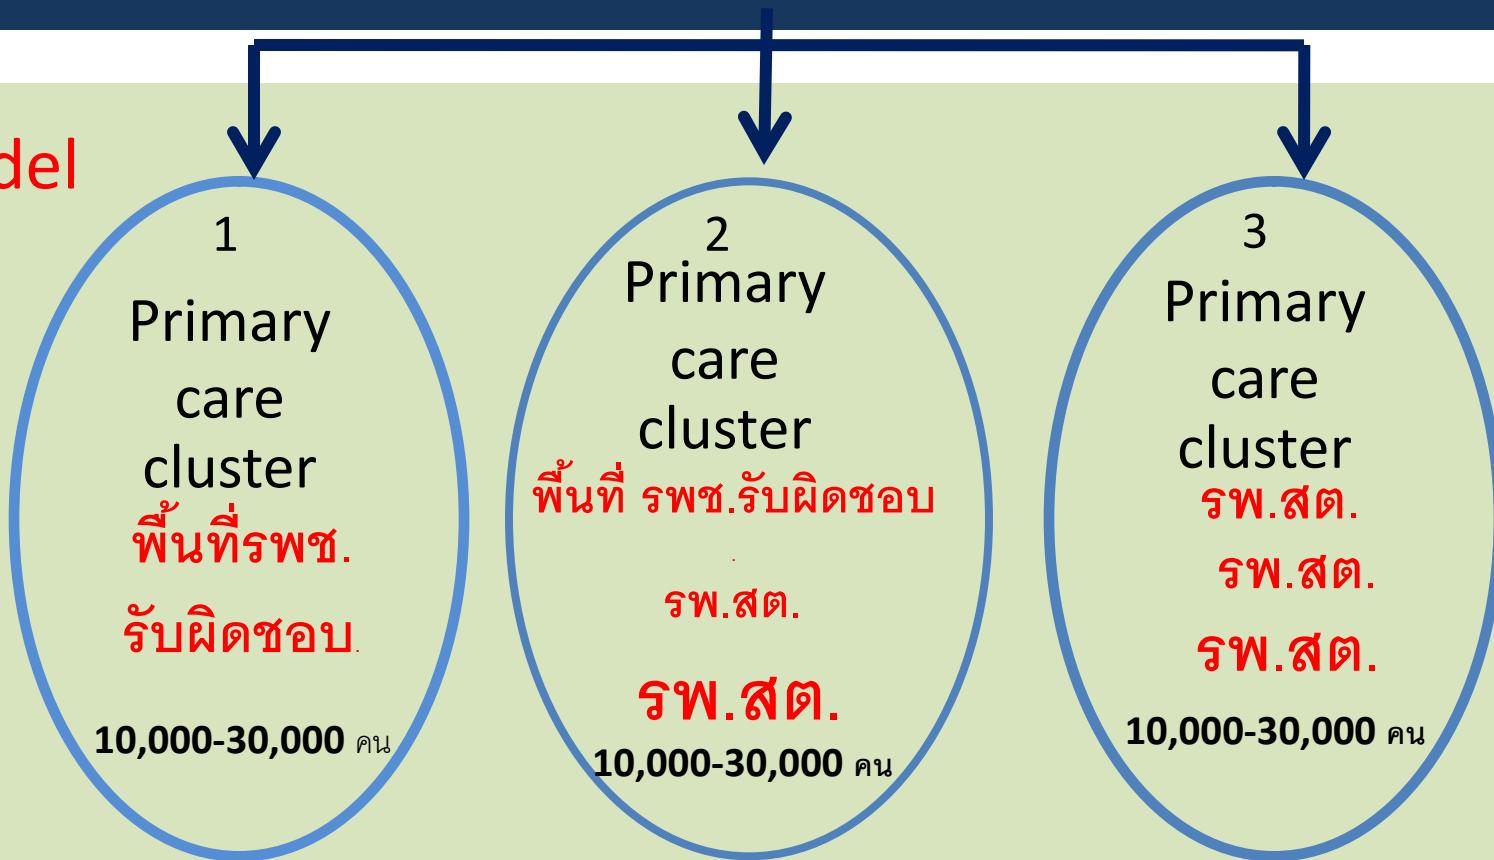 del
1
Primary
care
cluster
พื้นที่รพช.
รับผิดชอบ.
10,000-30,000 คน
2
Primary
care
cluster
พื้นที่ รพช.รับผิดชอบ
.
รพ.สต.
รพ.สต.
10,000-30,000 คน
3
Primary
care
cluster
รพ.สต.
รพ.สต.
รพ.สต.
10,000-30,000 คน